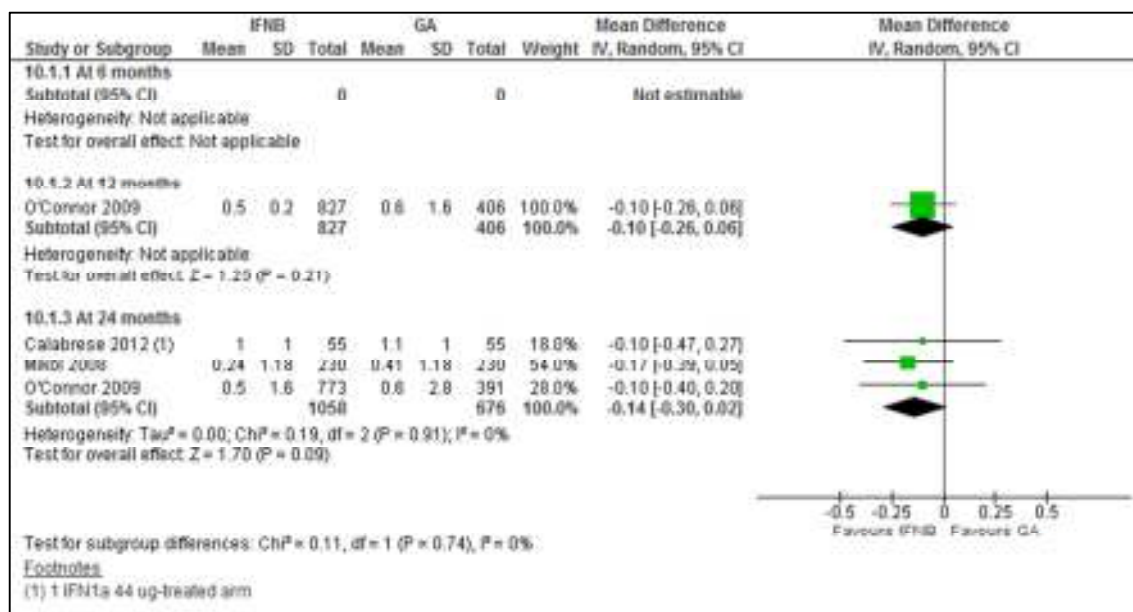 IFNB GA Mean Difference Mean Difference
Study or Subgroup Mean SD Total Mean SD Total Weight IV, Random, 95% CI IV, Random, 95% CI
10.1.1 At 6 months
Subtotal (95% CI) 0 0 Not estimable
Heterogeneity: Not applicable
Test for overall effect: Not applicable
10.1.2 At 12 months
O'Connor 2009 0.5 0.2 827 0.6 1.6 406 100.0% -0.10 [-0.26, 0.06]
Subtotal (95% CI) 827 406 100.0% -0.10 [-0.26, 0.06]
Heterogeneity: Not applicable
Test for overall effect: Z = 1.25 (P = 0.21)
10.1.3 At 24 months
Calabrese 2012 (1) 1 1 55 1.1 1 55 18.0% -0.10 [-0.47, 0.27]
Mikol 2008 0.24 1.18 230 0.41 1.18 230 54.0% -0.17 [-0.39, 0.05]
O'Connor 2009 0.5 1.6 773 0.6 2.8 391 28.0% -0.10 [-0.40, 0.20]
Subtotal (95% CI) 1058 676 100.0% -0.14 [-0.30, 0.02]
Heterogeneity: Tau² = 0.00; Chi² = 0.19, df = 2 (P = 0.91); I² = 0%
Test for overall effect: Z = 1.70 (P = 0.09)
-0.5 -0.25 0 0.25 0.5
Favours IFNB Favours GA
Test for subgroup differences: Chi² = 0.11, df = 1 (P = 0.74), I² = 0%
Footnotes
(1) 1 IFN1a 44 ug-treated arm